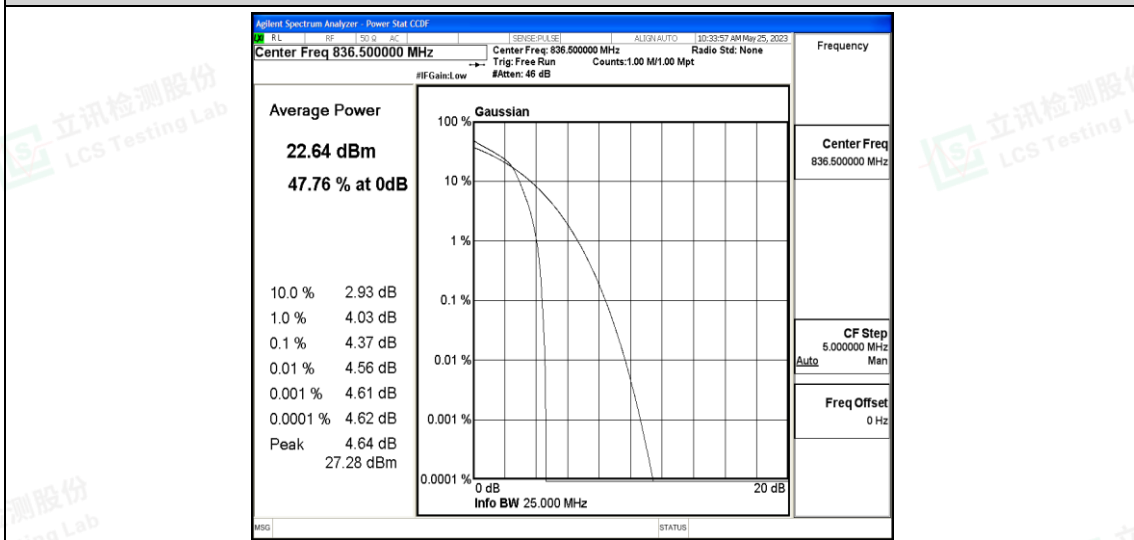 Agilent Spectrum Analyzer - Power Stat CCDF
RL RF 50 Ω AC SENSE:PULSE ALIGN AUTO 10:33:57 AM May 25, 2023
Center Freq 836.500000 MHz
Center Freq: 836.500000 MHz Radio Std: None
Trig: Free Run Counts:1.00 M/1.00 Mpt
#IFGain:Low #Atten: 46 dB
Frequency
Average Power
22.64 dBm
47.76 % at 0dB
10.0 % 2.93 dB
1.0 % 4.03 dB
0.1 % 4.37 dB
0.01 % 4.56 dB
0.001 % 4.61 dB
0.0001 % 4.62 dB
Peak 4.64 dB
27.28 dBm
Gaussian
100 %
10 %
1 %
0.1 %
0.01 %
0.001 %
0.0001 %
0 dB 20 dB
Info BW 25.000 MHz
Center Freq
836.500000 MHz
CF Step
5.000000 MHz
Auto Man
Freq Offset
0 Hz
MSG STATUS
立讯检测股份
LCS Testing Lab
立讯检测股份
LCS Testing L
测股份
ng Lab